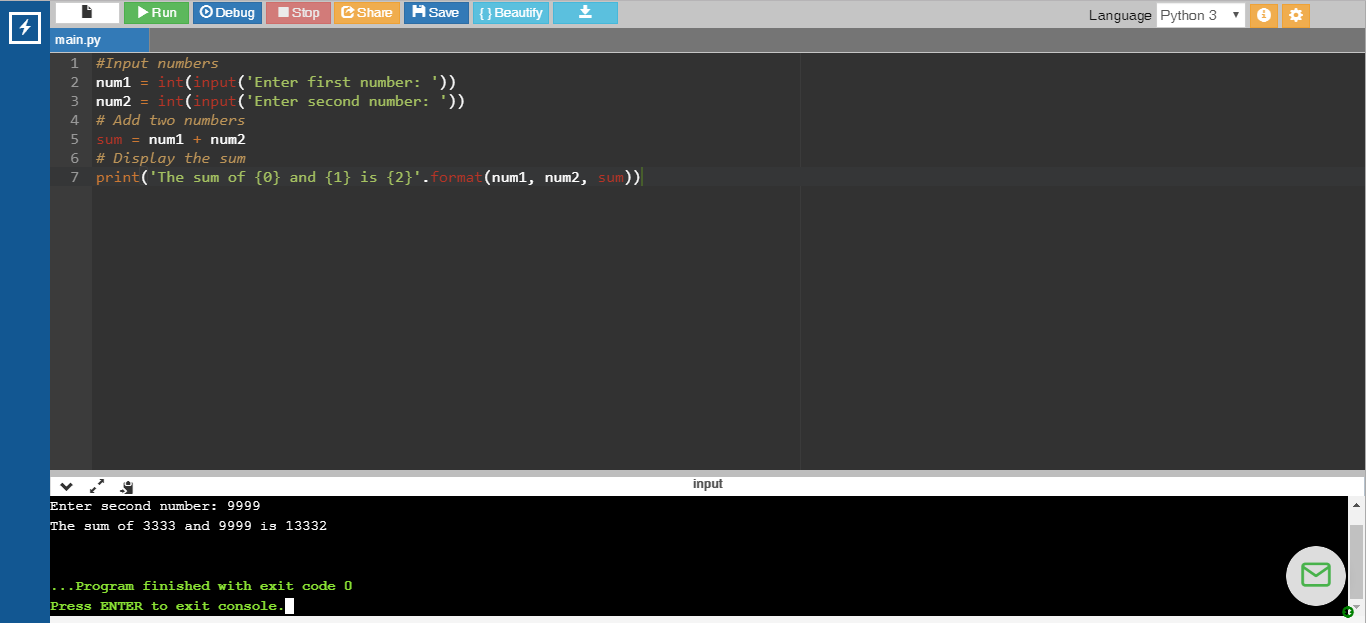 Run Debug Stop Share Save { } Beautify Language Python 3
main.py
1 #Input numbers
2 num1 = int(input('Enter first number: '))
3 num2 = int(input('Enter second number: '))
4 # Add two numbers
5 sum = num1 + num2
6 # Display the sum
7 print('The sum of {0} and {1} is {2}'.format(num1, num2, sum))
input
Enter second number: 9999
The sum of 3333 and 9999 is 13332
...Program finished with exit code 0
Press ENTER to exit console.